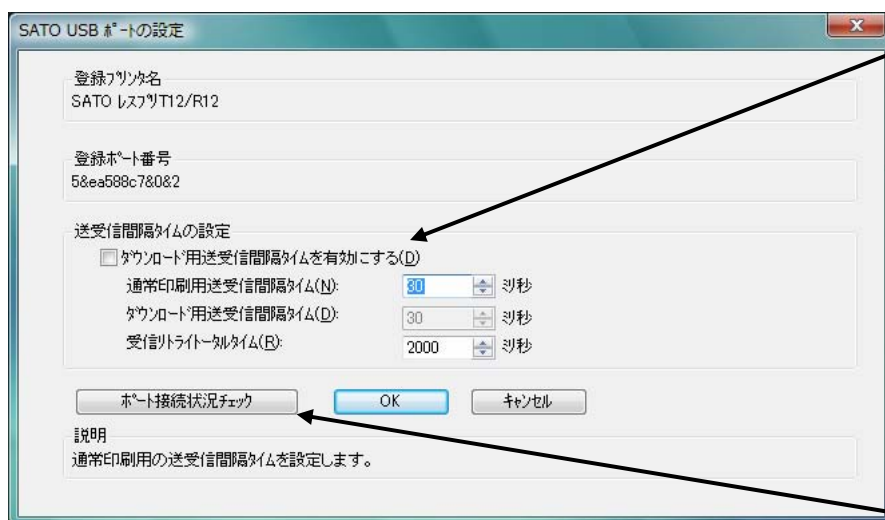 SATO USB ﾎﾟｰﾄの設定
登録ﾌﾟﾘﾝﾀ名
SATO ﾚｽﾌﾟﾘT12/R12
登録ﾎﾟｰﾄ番号
5&ea588c7&0&2
送受信間隔ﾀｲﾑの設定
ﾀﾞｳﾝﾛｰﾄﾞ用送受信間隔ﾀｲﾑを有効にする(D)
通常印刷用送受信間隔ﾀｲﾑ(N): 30 ﾐﾘ秒
ﾀﾞｳﾝﾛｰﾄﾞ用送受信間隔ﾀｲﾑ(D): 30 ﾐﾘ秒
受信ﾘﾄﾗｲﾄｰﾀﾙﾀｲﾑ(R): 2000 ﾐﾘ秒
ﾎﾟｰﾄ接続状況ﾁｪｯｸ OK ｷｬﾝｾﾙ
説明
通常印刷用の送受信間隔ﾀｲﾑを設定します。